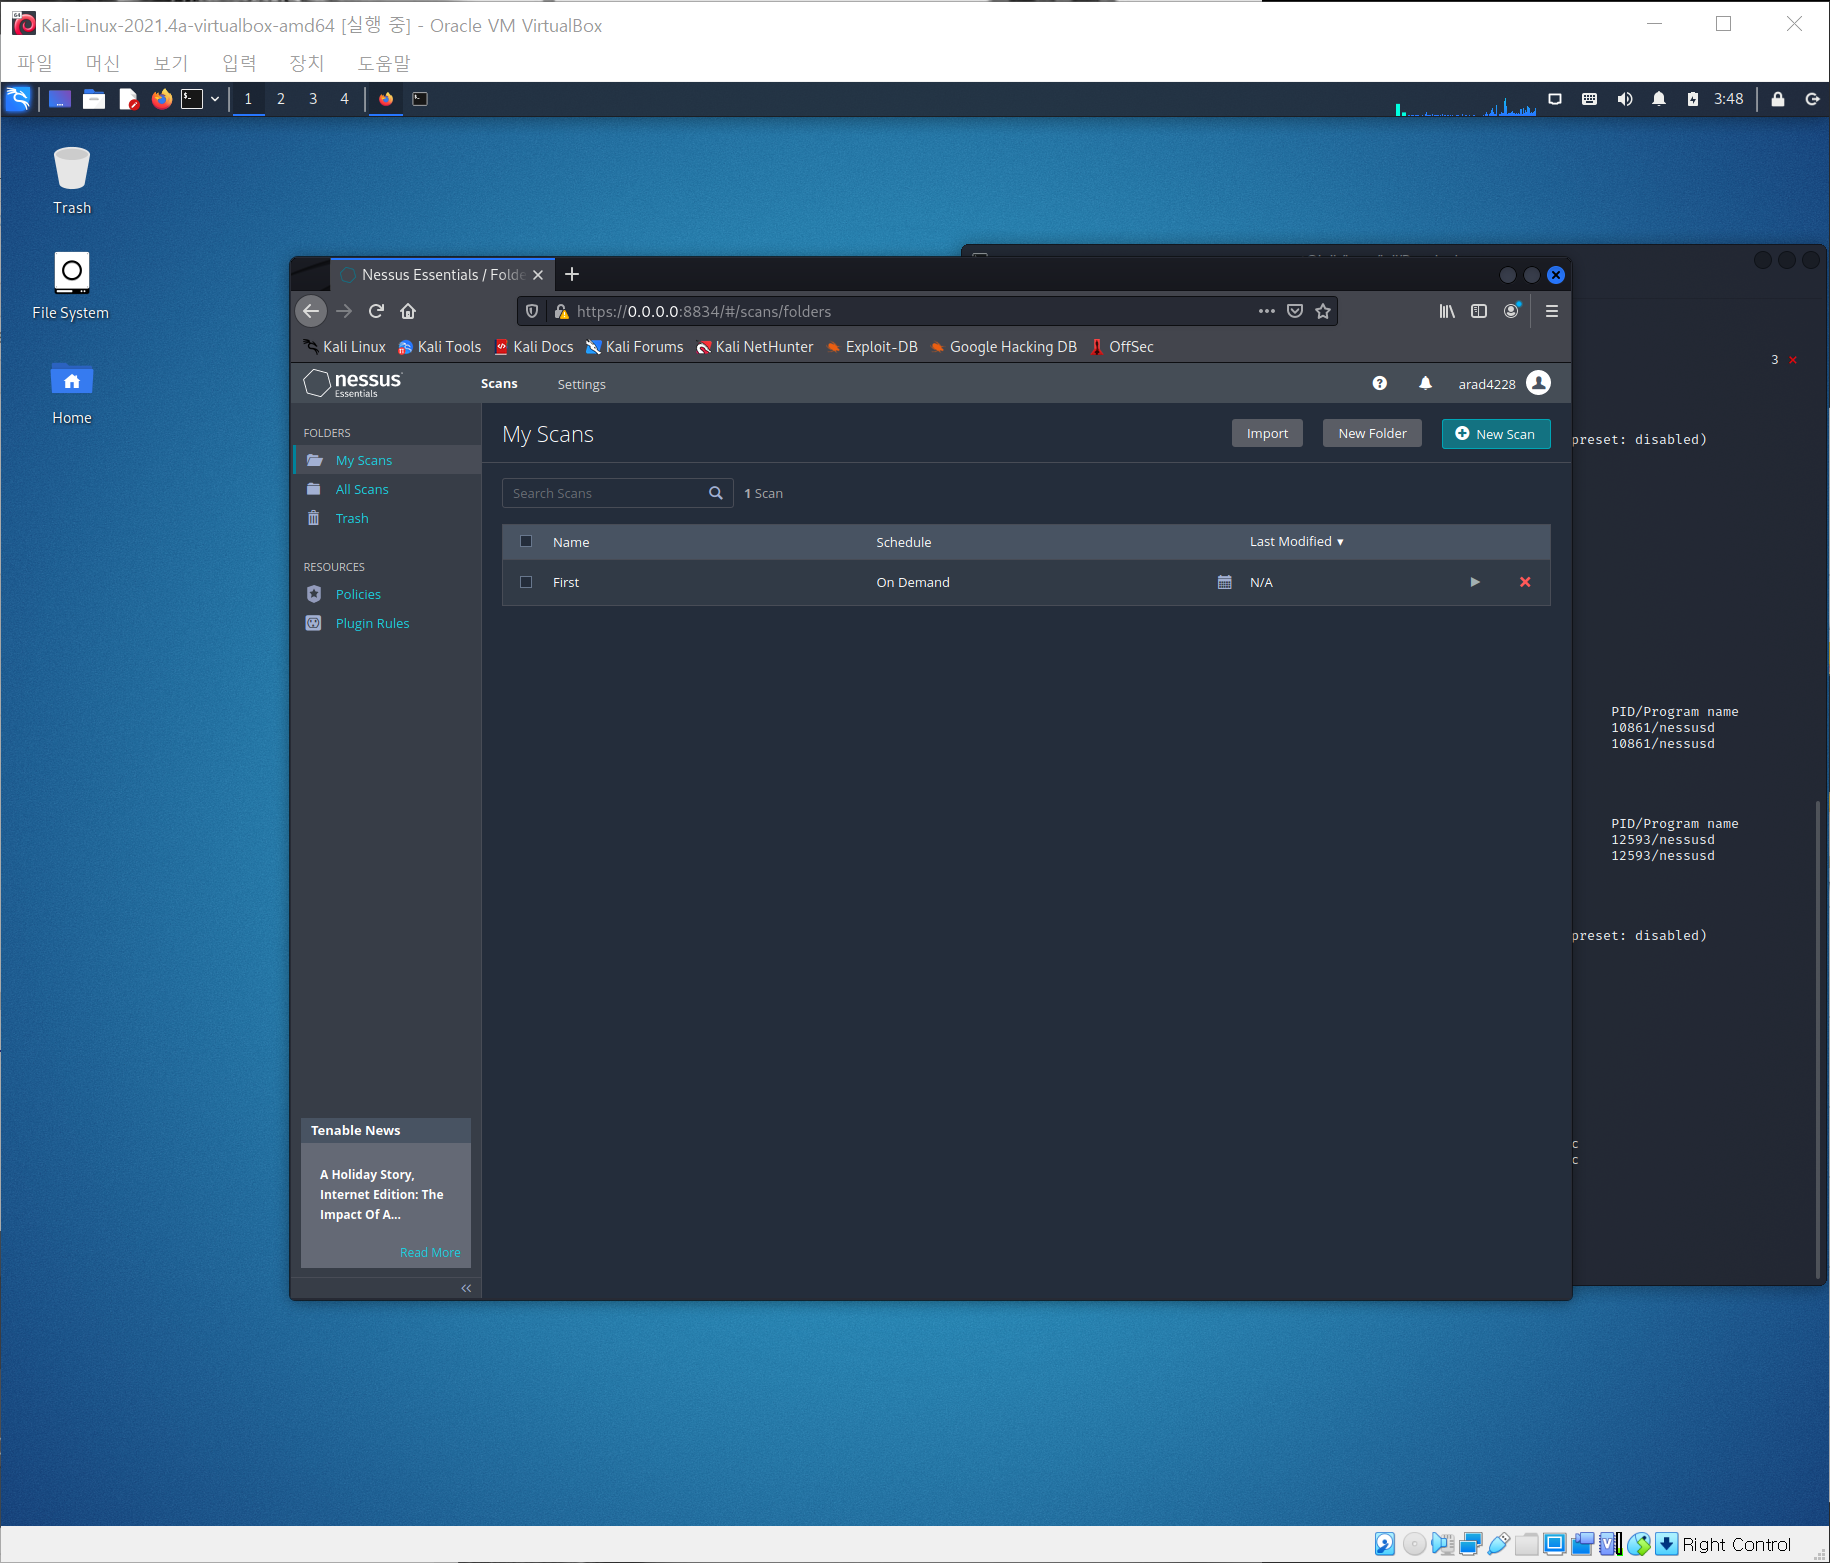 Kali-Linux-2021.4a-virtualbox-amd64 [실행 중] - Oracle VM VirtualBox
파일 머신 보기 입력 장치 도움말
1 2 3 4 3:48
Trash
File System
Home
Nessus Essentials / Folde
https://0.0.0.0:8834/#/scans/folders
Kali Linux Kali Tools Kali Docs Kali Forums Kali NetHunter Exploit-DB Google Hacking DB OffSec
nessus Essentials Scans Settings arad4228
FOLDERS
My Scans
All Scans
Trash
RESOURCES
Policies
Plugin Rules
My Scans Import New Folder New Scan
Search Scans 1 Scan
Name Schedule Last Modified
First On Demand N/A
Tenable News
A Holiday Story,
Internet Edition: The
Impact Of A...
Read More
3
preset: disabled)
PID/Program name
10861/nessusd
10861/nessusd
PID/Program name
12593/nessusd
12593/nessusd
preset: disabled)
c
c
Right Control